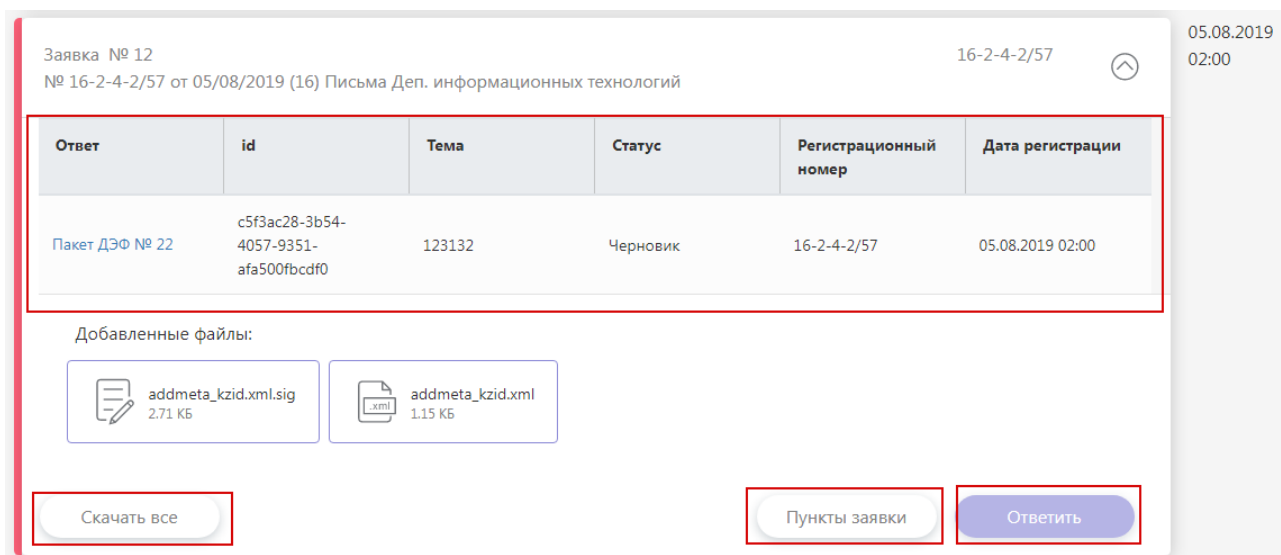 05.08.2019
02:00
Заявка № 12
16-2-4-2/57
№ 16-2-4-2/57 от 05/08/2019 (16) Письма Деп. информационных технологий
Ответ id Тема Статус Регистрационный номер Дата регистрации
Пакет ДЭФ № 22
c5f3ac28-3b54-
4057-9351-
afa500fbcdf0
123132
Черновик
16-2-4-2/57
05.08.2019 02:00
Добавленные файлы:
addmeta_kzid.xml.sig
2.71 КБ
.xml
addmeta_kzid.xml
1.15 КБ
Скачать все
Пункты заявки
Ответить